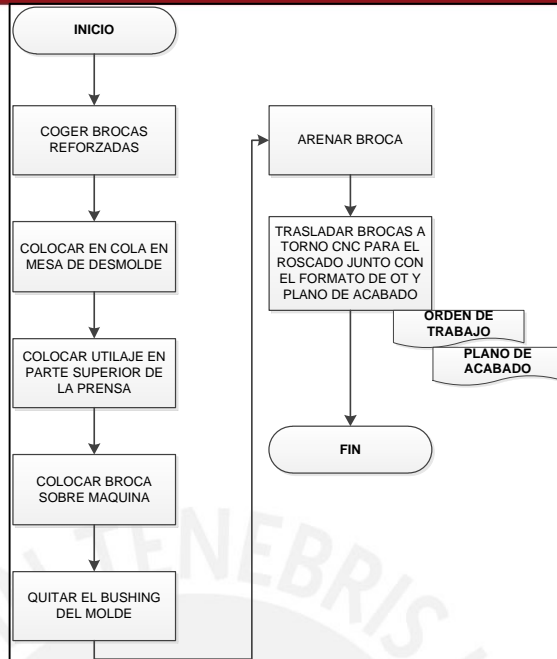 INICIO
COGER BROCAS
REFORZADAS
COLOCAR EN COLA EN
MESA DE DESMOLDE
COLOCAR UTILAJE EN
PARTE SUPERIOR DE
LA PRENSA
COLOCAR BROCA
SOBRE MAQUINA
QUITAR EL BUSHING
DEL MOLDE
ARENAR BROCA
TRASLADAR BROCAS A
TORNO CNC PARA EL
ROSCADO JUNTO CON
EL FORMATO DE OT Y
PLANO DE ACABADO
ORDEN DE
TRABAJO
PLANO DE
ACABADO
FIN
TENEBRIS